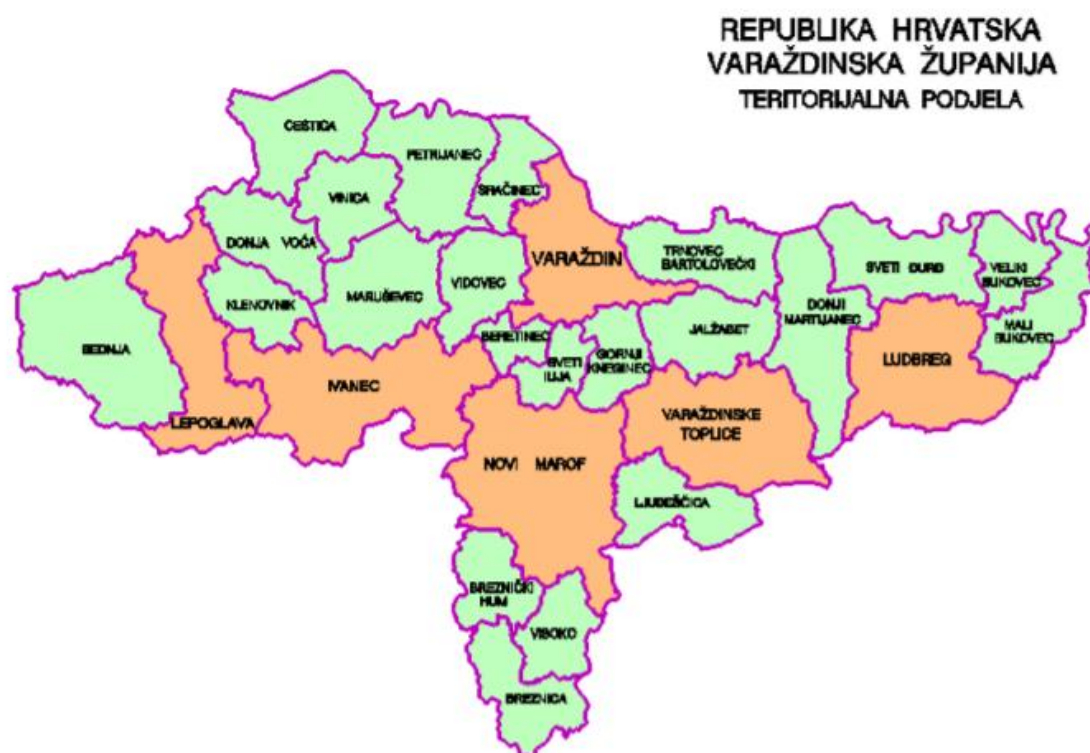 REPUBLIKA HRVATSKA
VARAŽDINSKA ŽUPANIJA
TERITORIJALNA PODJELA
CEŠTICA
PETRIJANEC
SRAČINEC
VINICA
DONJA VOĆA
VARAŽDIN
TRNOVEC
BARTOLOVEČKI
SVETI ĐURĐ
VELIKI
BUKOVEC
KLENOVNIK
MARUŠEVEC
VIDOVEC
DONJI
MARTIJANEC
MALI
BUKOVEC
BEDNJA
BERETINEC
SVETI
ILIJA
GORNJI
KNEGINEC
JALŽABET
LUDBREG
IVANEC
LEPOGLAVA
VARAŽDINSKE
TOPLICE
NOVI MAROF
LJUBEŠĆICA
BREZNIČKI
HUM
VISOKO
BREZNICA